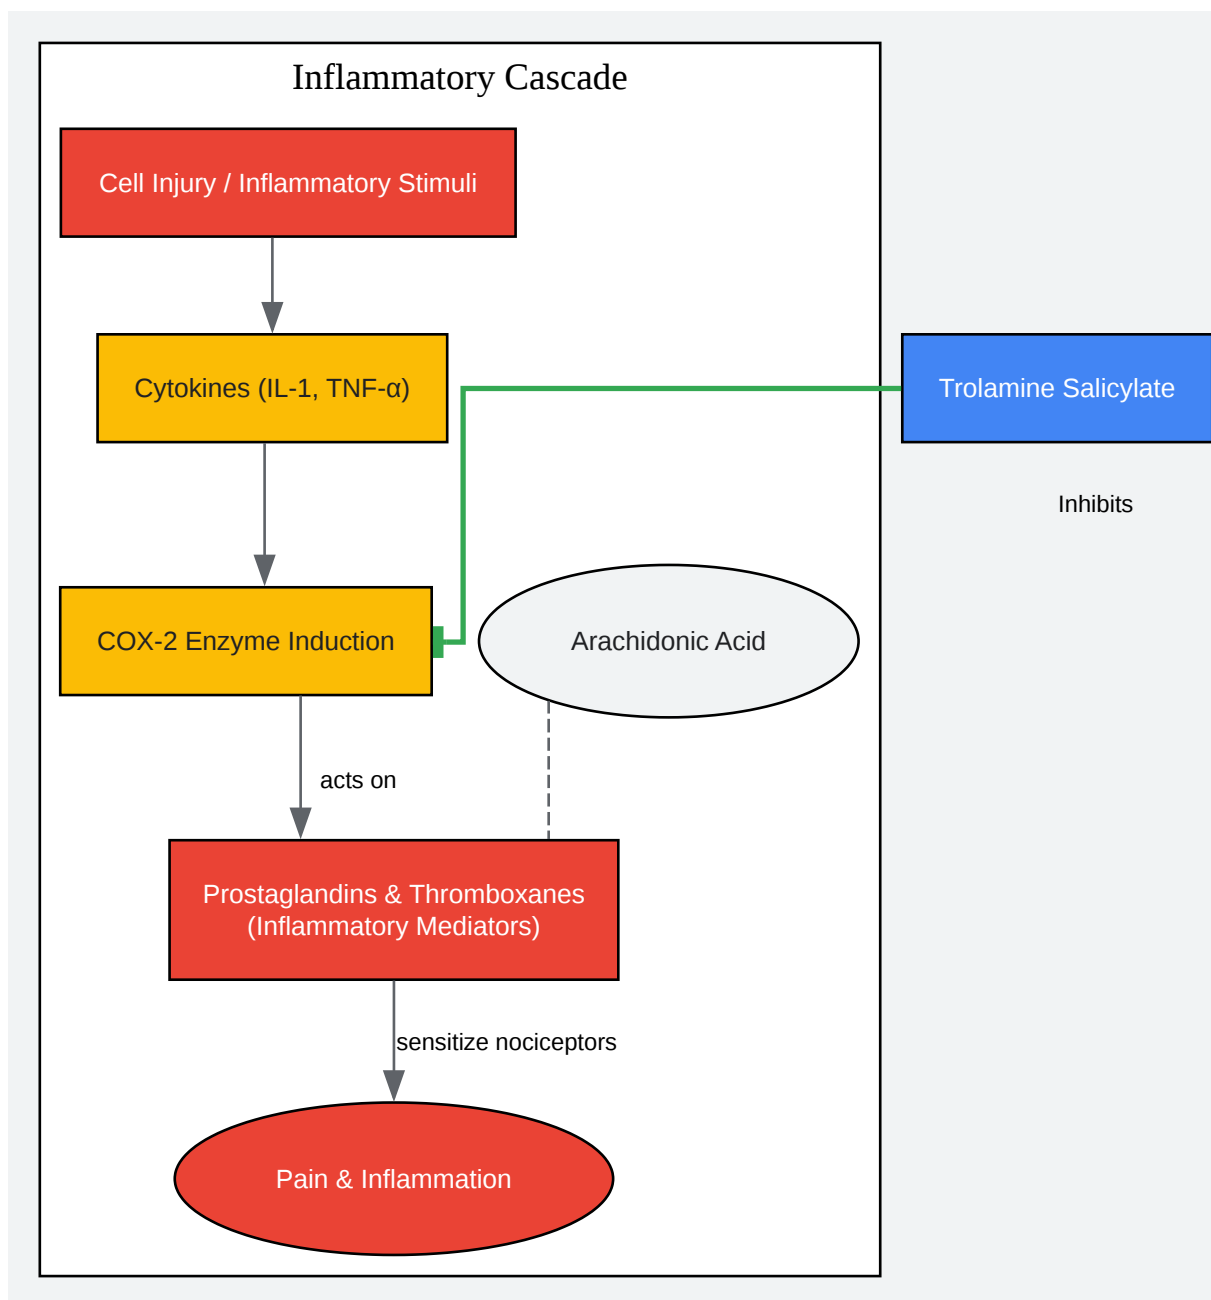 Inflammatory Cascade
Cell Injury / Inflammatory Stimuli
Cytokines (IL-1, TNF-α)
Trolamine Salicylate
Inhibits
COX-2 Enzyme Induction
Arachidonic Acid
acts on
Prostaglandins & Thromboxanes
(Inflammatory Mediators)
sensitize nociceptors
Pain & Inflammation